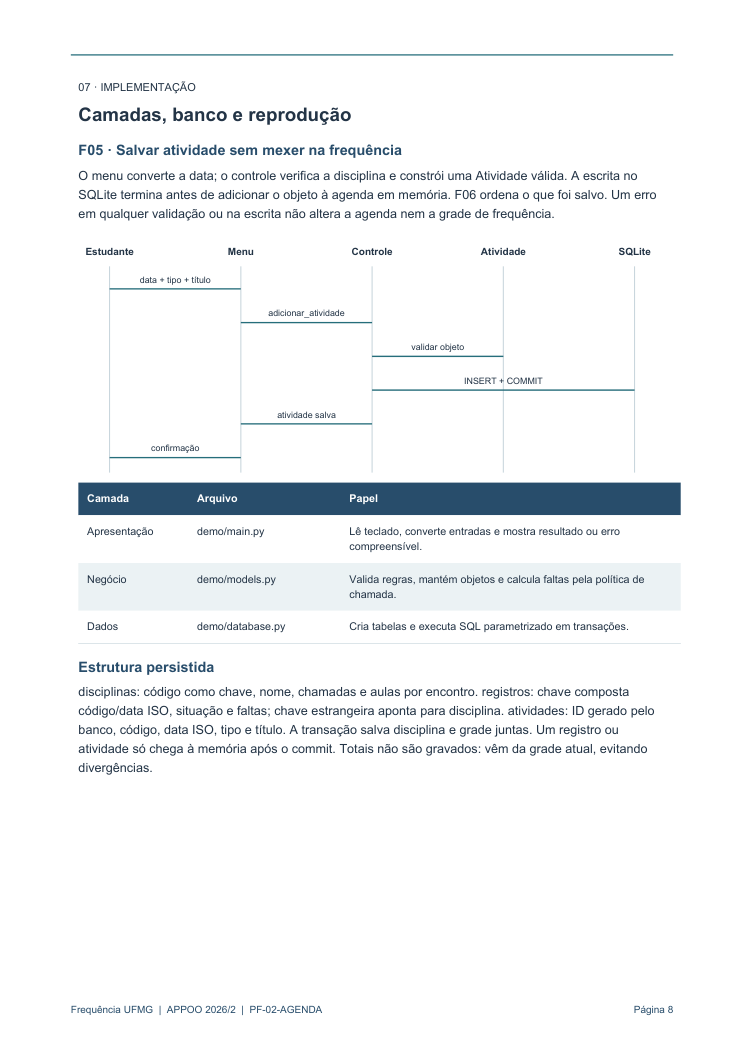 07 · IMPLEMENTAÇÃO
Camadas, banco e reprodução
F05 · Salvar atividade sem mexer na frequência
O menu converte a data; o controle verifica a disciplina e constrói uma Atividade válida. A escrita no
SQLite termina antes de adicionar o objeto à agenda em memória. F06 ordena o que foi salvo. Um erro
em qualquer validação ou na escrita não altera a agenda nem a grade de frequência.
Estudante Menu Controle Atividade SQLite
data + tipo + título
adicionar_atividade
validar objeto
INSERT + COMMIT
atividade salva
confirmação
Camada Arquivo Papel
Apresentação demo/main.py Lê teclado, converte entradas e mostra resultado ou erro
compreensível.
Negócio demo/models.py Valida regras, mantém objetos e calcula faltas pela política de
chamada.
Dados demo/database.py Cria tabelas e executa SQL parametrizado em transações.
Estrutura persistida
disciplinas: código como chave, nome, chamadas e aulas por encontro. registros: chave composta
código/data ISO, situação e faltas; chave estrangeira aponta para disciplina. atividades: ID gerado pelo
banco, código, data ISO, tipo e título. A transação salva disciplina e grade juntas. Um registro ou
atividade só chega à memória após o commit. Totais não são gravados: vêm da grade atual, evitando
divergências.
Frequência UFMG | APPOO 2026/2 | PF-02-AGENDA Página 8